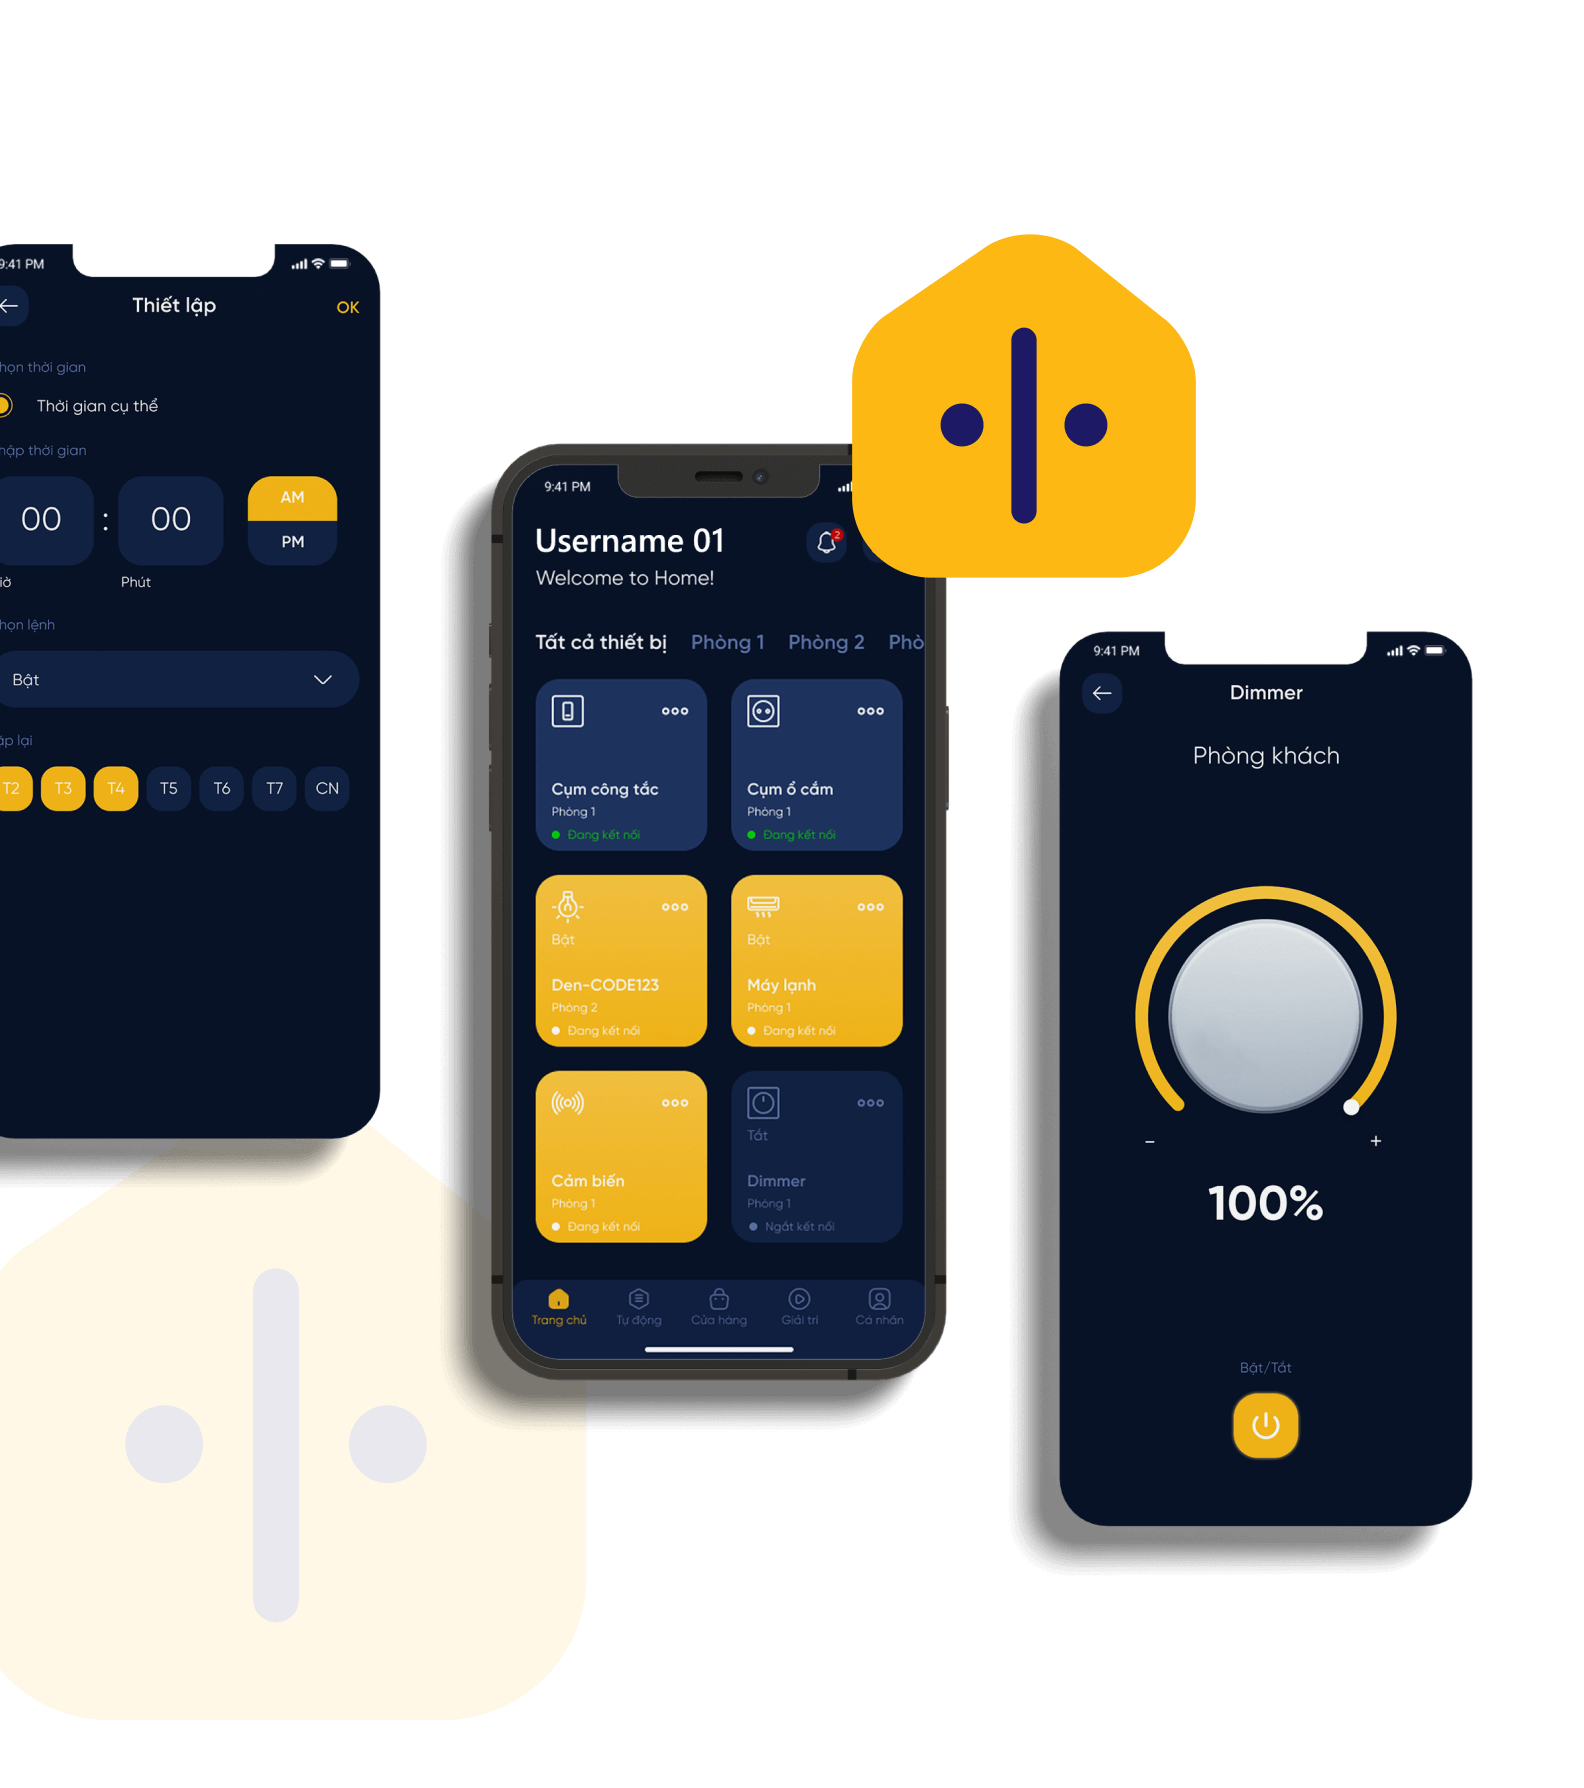 9:41 PM
Thiết lập
OK
họn thời gian
Thời gian cụ thể
hập thời gian
00 : 00
AM
PM
iờ
Phút
họn lệnh
Bật
ặp lại
T2 T3 T4 T5 T6 T7 CN
9:41 PM
Username 01
2
Welcome to Home!
Tất cả thiết bị Phòng 1 Phòng 2 Phò
Cụm công tắc
Phòng 1
Đang kết nối
Cụm ổ cắm
Phòng 1
Đang kết nối
Bật
Den-CODE123
Phòng 2
Đang kết nối
Bật
Máy lạnh
Phòng 1
Đang kết nối
Cảm biến
Phòng 1
Đang kết nối
Tắt
Dimmer
Phòng 1
Ngắt kết nối
Trang chủ Tự động Cửa hàng Giải trí Cá nhân
9:41 PM
Dimmer
Phòng khách
− +
100%
Bật/Tắt